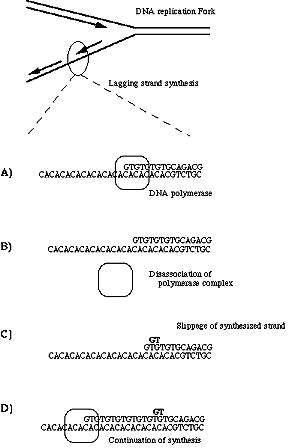 DNA replication Fork
Lagging strand synthesis
A)
GTGTGTGTGCAGACG
CACACACACACACACACACACACACGTCTGC
DNA polymerase
B)
GTGTGTGTGCAGACG
CACACACACACACACACACACACACGTCTGC
Disassociation of
polymerase complex
C)
Slippage of synthesized strand
GT
GTGTGTGCAGACG
CACACACACACACACACACACACACGTCTGC
D)
GT
GTGTGTGTGTGTGTGTGCAGACG
CACACACACACACACACACACACACGTCTGC
Continuation of synthesis